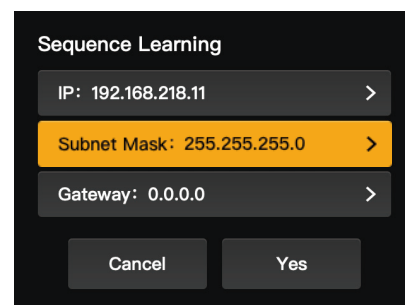 Sequence Learning
IP: 192.168.218.11
Subnet Mask: 255.255.255.0
Gateway: 0.0.0.0
Cancel
Yes